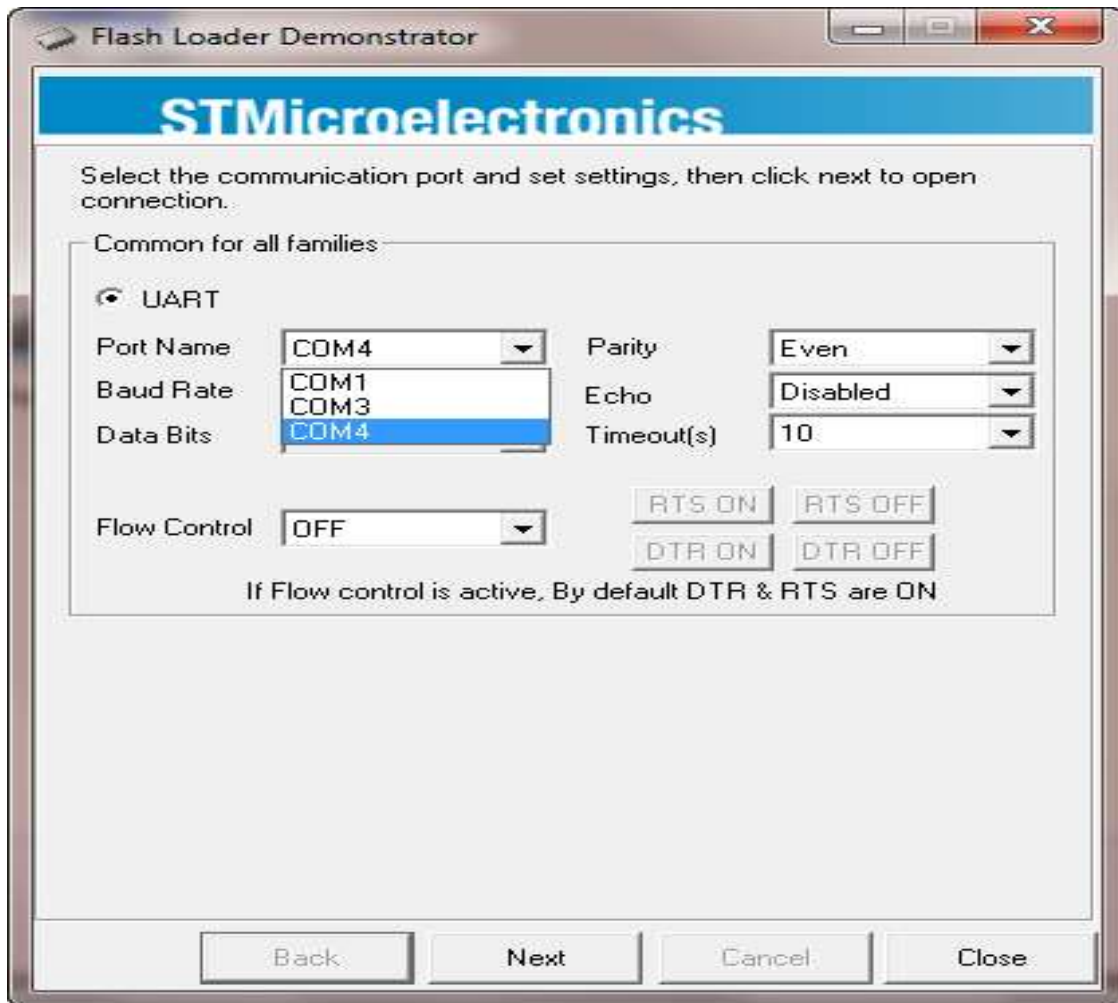 Flash Loader Demonstrator
STMicroelectronics
Select the communication port and set settings, then click next to open
connection.
Common for all families
UART
Port Name COM4 Parity Even
COM1
Baud Rate Echo Disabled
COM3
Data Bits COM4 Timeout(s) 10
RTS ON RTS OFF
Flow Control OFF
DTR ON DTR OFF
If Flow control is active, By default DTR & RTS are ON
Back Next Cancel Close